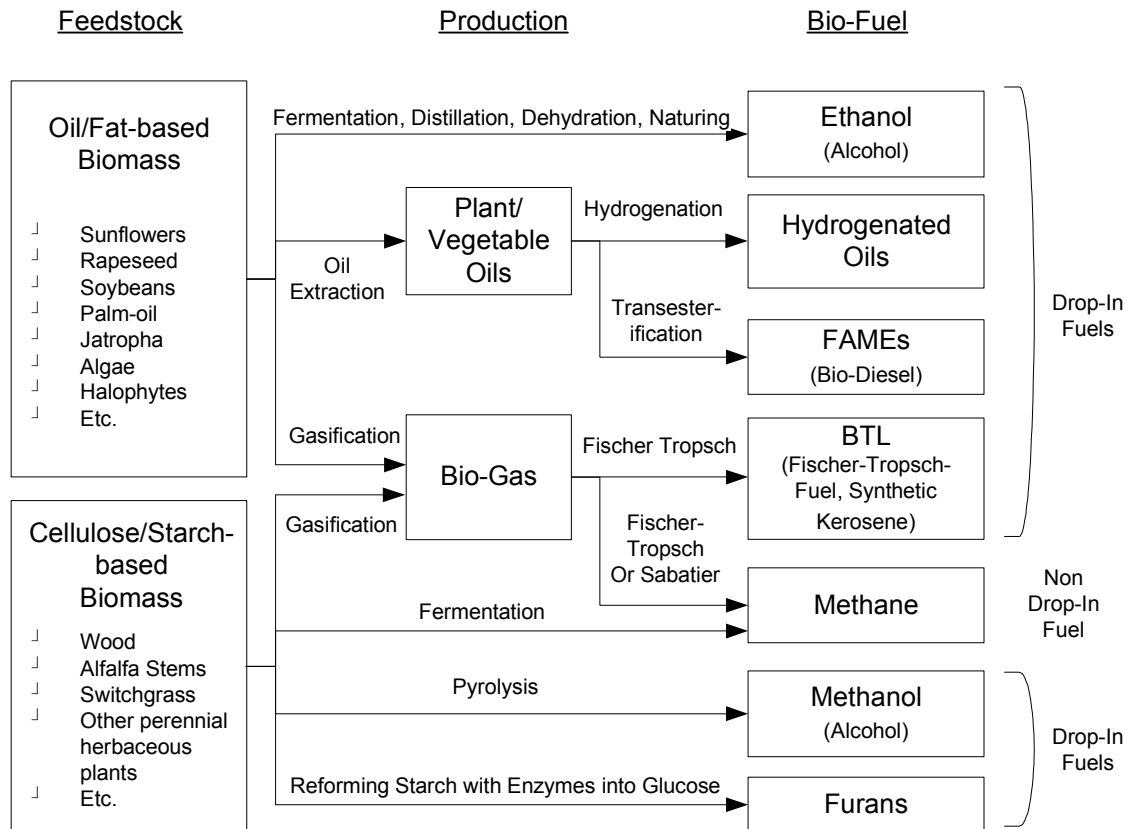 Feedstock
Production
Bio-Fuel
Oil/Fat-based
Biomass
Sunflowers
Rapeseed
Soybeans
Palm-oil
Jatropha
Algae
Halophytes
Etc.
Cellulose/Starch-
based
Biomass
Wood
Alfalfa Stems
Switchgrass
Other perennial
herbaceous
plants
Etc.
Fermentation, Distillation, Dehydration, Naturing
Oil
Extraction
Plant/
Vegetable
Oils
Hydrogenation
Transester-
ification
Gasification
Gasification
Bio-Gas
Fischer Tropsch
Fischer-
Tropsch
Or Sabatier
Fermentation
Pyrolysis
Reforming Starch with Enzymes into Glucose
Ethanol
(Alcohol)
Hydrogenated
Oils
FAMEs
(Bio-Diesel)
BTL
(Fischer-Tropsch-
Fuel, Synthetic
Kerosene)
Methane
Methanol
(Alcohol)
Furans
Drop-In
Fuels
Non
Drop-In
Fuel
Drop-In
Fuels